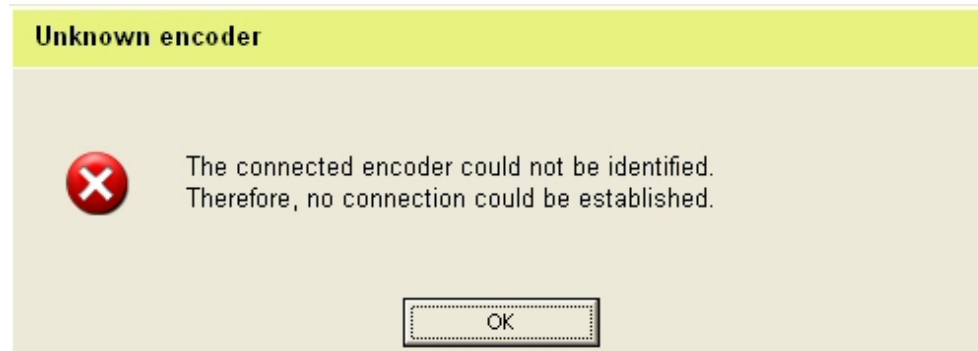 Unknown encoder
The connected encoder could not be identified.
Therefore, no connection could be established.
OK